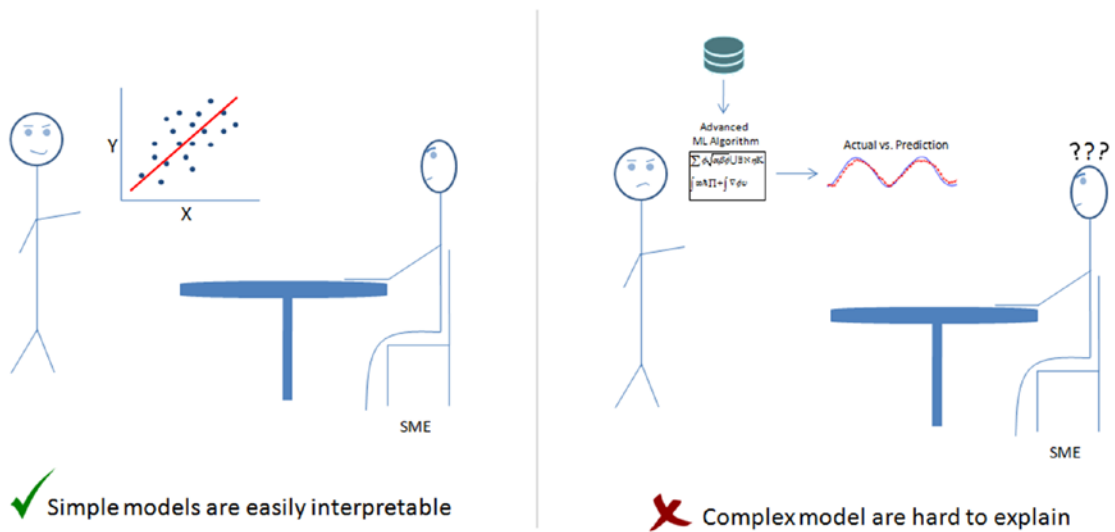 Y
X
SME
Simple models are easily interpretable
Advanced
ML Algorithm
Actual vs. Prediction
???
SME
Complex model are hard to explain